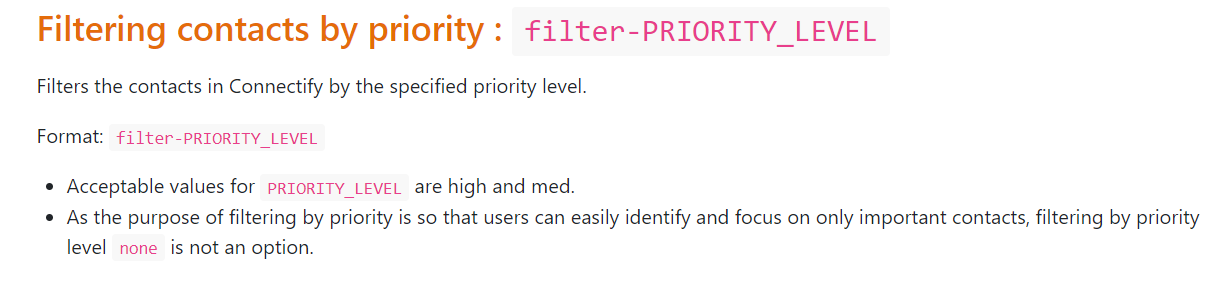 Filtering contacts by priority : filter-PRIORITY_LEVEL
Filters the contacts in Connectify by the specified priority level.
Format: filter-PRIORITY_LEVEL
• Acceptable values for PRIORITY_LEVEL are high and med.
• As the purpose of filtering by priority is so that users can easily identify and focus on only important contacts, filtering by priority
level none is not an option.